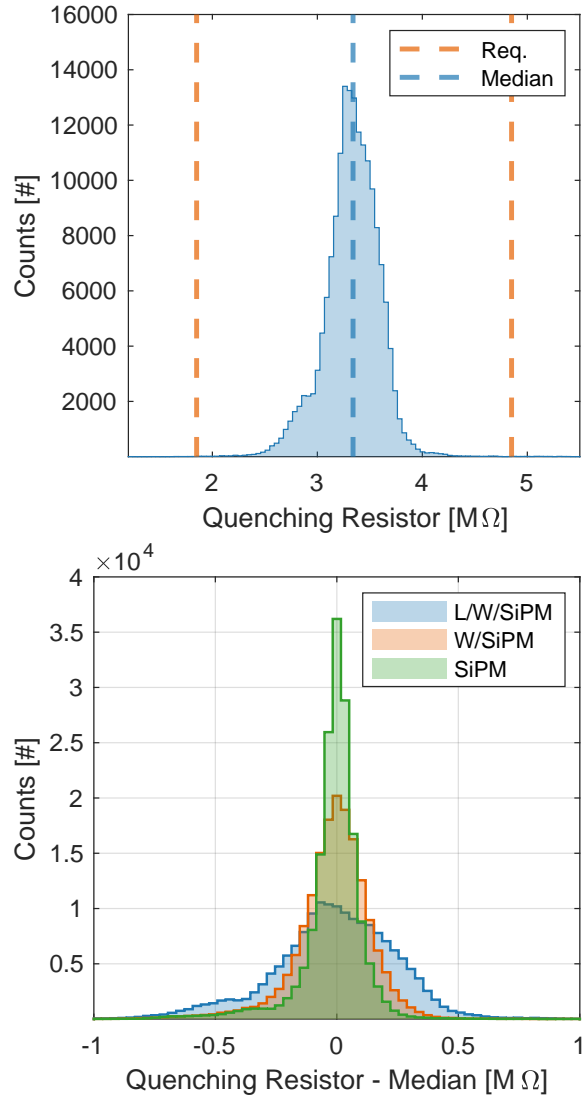 16000
14000
12000
10000
8000
6000
4000
2000
Counts [#]
Req.
Median
2
3
4
5
Quenching Resistor [MΩ]
×10⁴
4
3.5
3
2.5
2
1.5
1
0.5
Counts [#]
L/W/SiPM
W/SiPM
SiPM
-1
-0.5
0
0.5
1
Quenching Resistor - Median [MΩ]